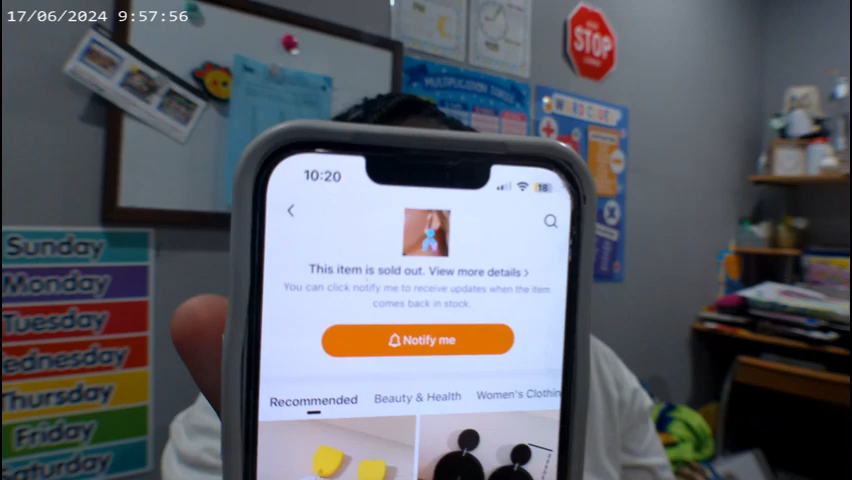 17/06/2024 9:57:56
STOP
MULTIPLICATION
Sunday
Monday
Tuesday
Wednesday
Thursday
Friday
Saturday
10:20
18
This item is sold out. View more details >
You can click notify me to receive updates when the item
comes back in stock.
Notify me
Recommended
Beauty & Health
Women's Clothin